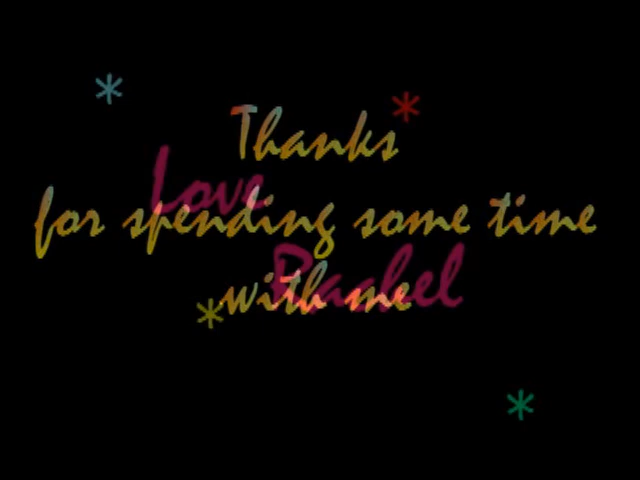 Thanks
Love
for spending some time
Rachel
with me